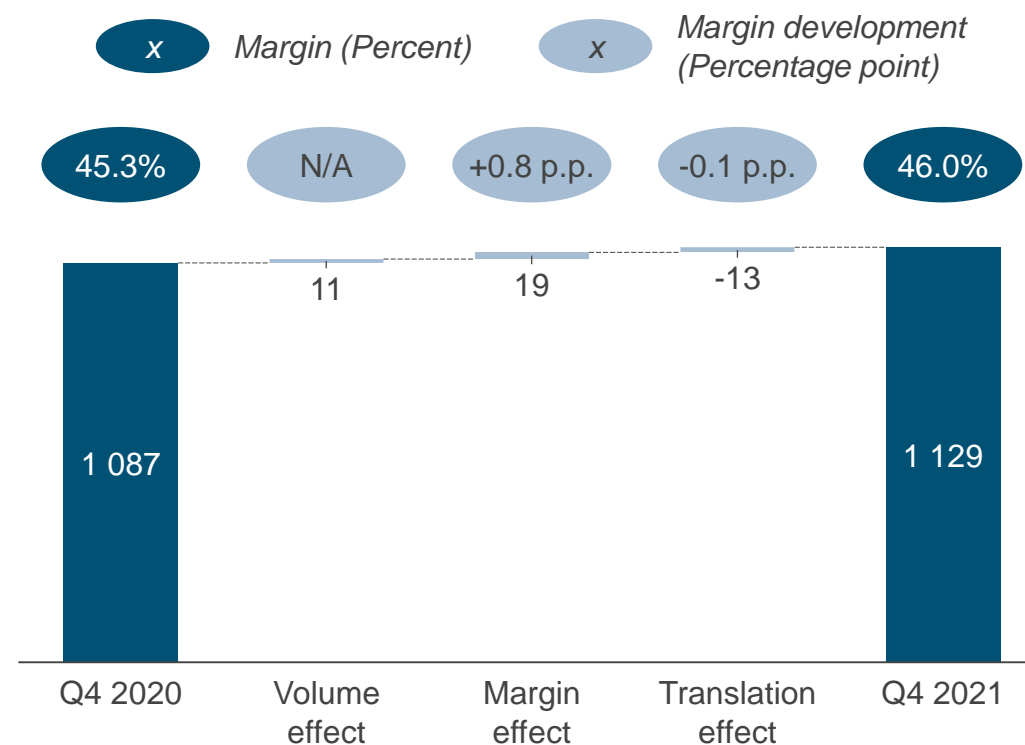 x Margin (Percent)
x Margin development
(Percentage point)
45.3% N/A +0.8 p.p. -0.1 p.p. 46.0%
11 19 -13
1 087 1 129
Q4 2020 Volume effect Margin effect Translation effect Q4 2021